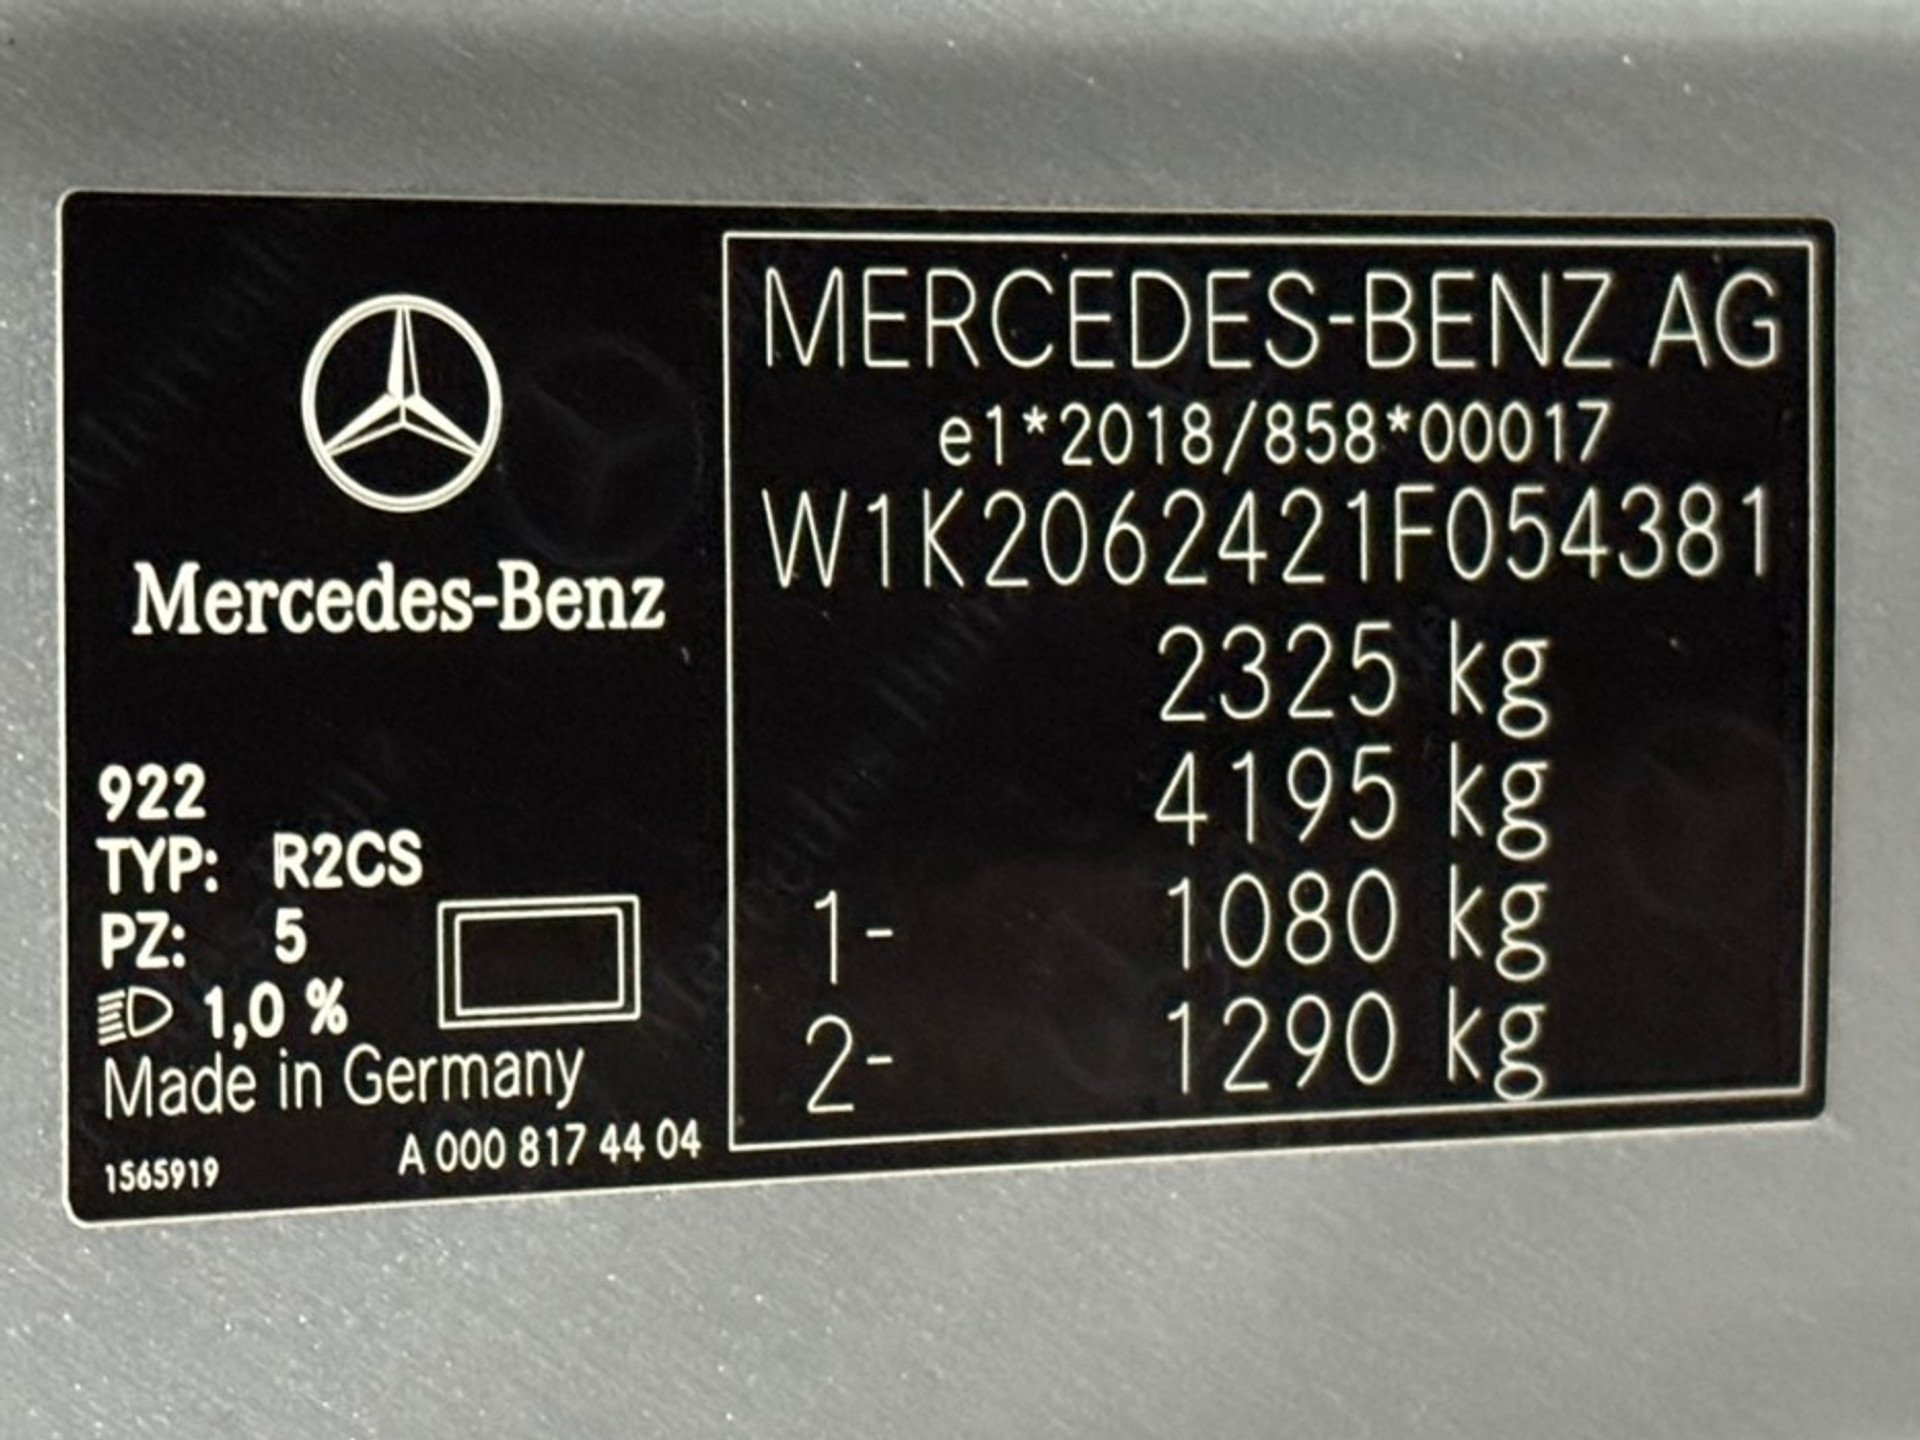 Mercedes-Benz
922
TYP: R2CS
PZ: 5
1,0 %
Made in Germany
1565919
A 000 817 44 04
MERCEDES-BENZ AG
e1*2018/858*00017
W1K2062421F054381
2325 kg
4195 kg
1- 1080 kg
2- 1290 kg